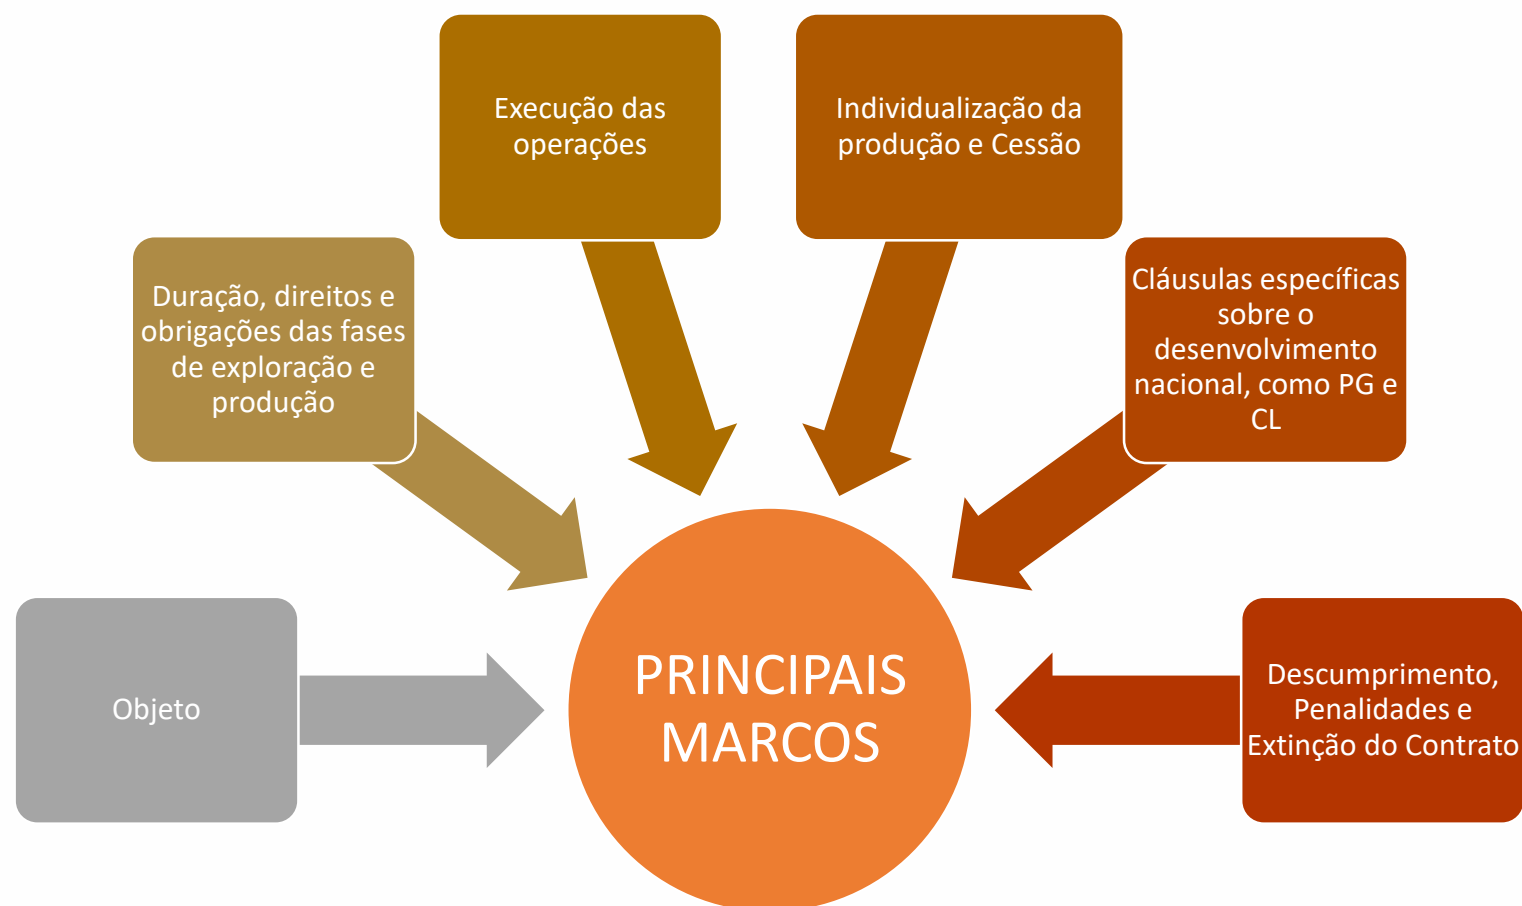 Execução das
operações
Individualização da
produção e Cessão
Duração, direitos e
obrigações das fases
de exploração e
produção
Cláusulas específicas
sobre o
desenvolvimento
nacional, como PG e
CL
Objeto
PRINCIPAIS
MARCOS
Descumprimento,
Penalidades e
Extinção do Contrato